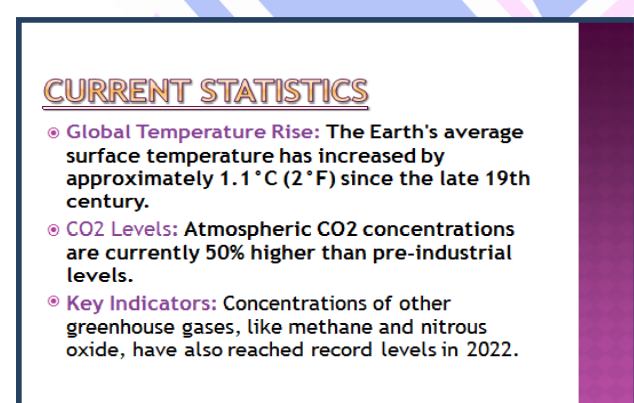 CURRENT STATISTICS
Global Temperature Rise: The Earth's average
surface temperature has increased by
approximately 1.1°C (2°F) since the late 19th
century.
CO2 Levels: Atmospheric CO2 concentrations
are currently 50% higher than pre-industrial
levels.
Key Indicators: Concentrations of other
greenhouse gases, like methane and nitrous
oxide, have also reached record levels in 2022.